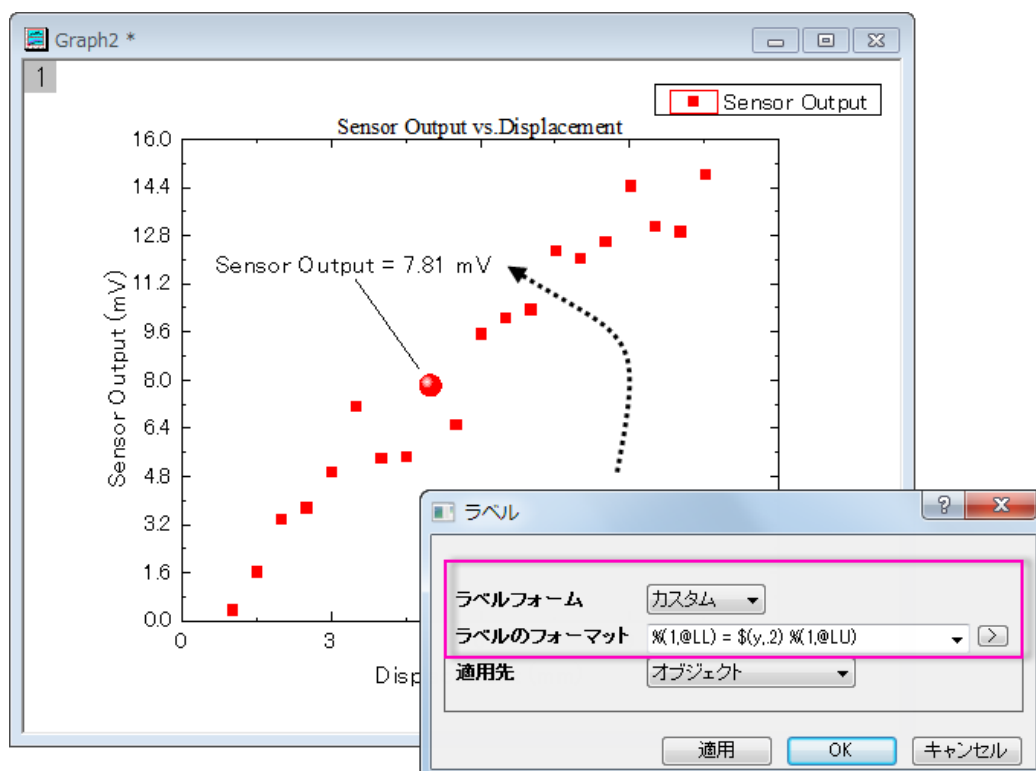 Graph2 *
1
Sensor Output
Sensor Output vs.Displacement
16.0
14.4
12.8
11.2
9.6
8.0
6.4
4.8
3.2
1.6
0.0
Sensor Output (mV)
Sensor Output = 7.81 mV
0
3
Disp
ラベル
?
ラベルフォーム
カスタム
ラベルのフォーマット
%(1,@LL) = $(y,.2) %(1,@LU)
>
適用先
オブジェクト
適用
OK
キャンセル